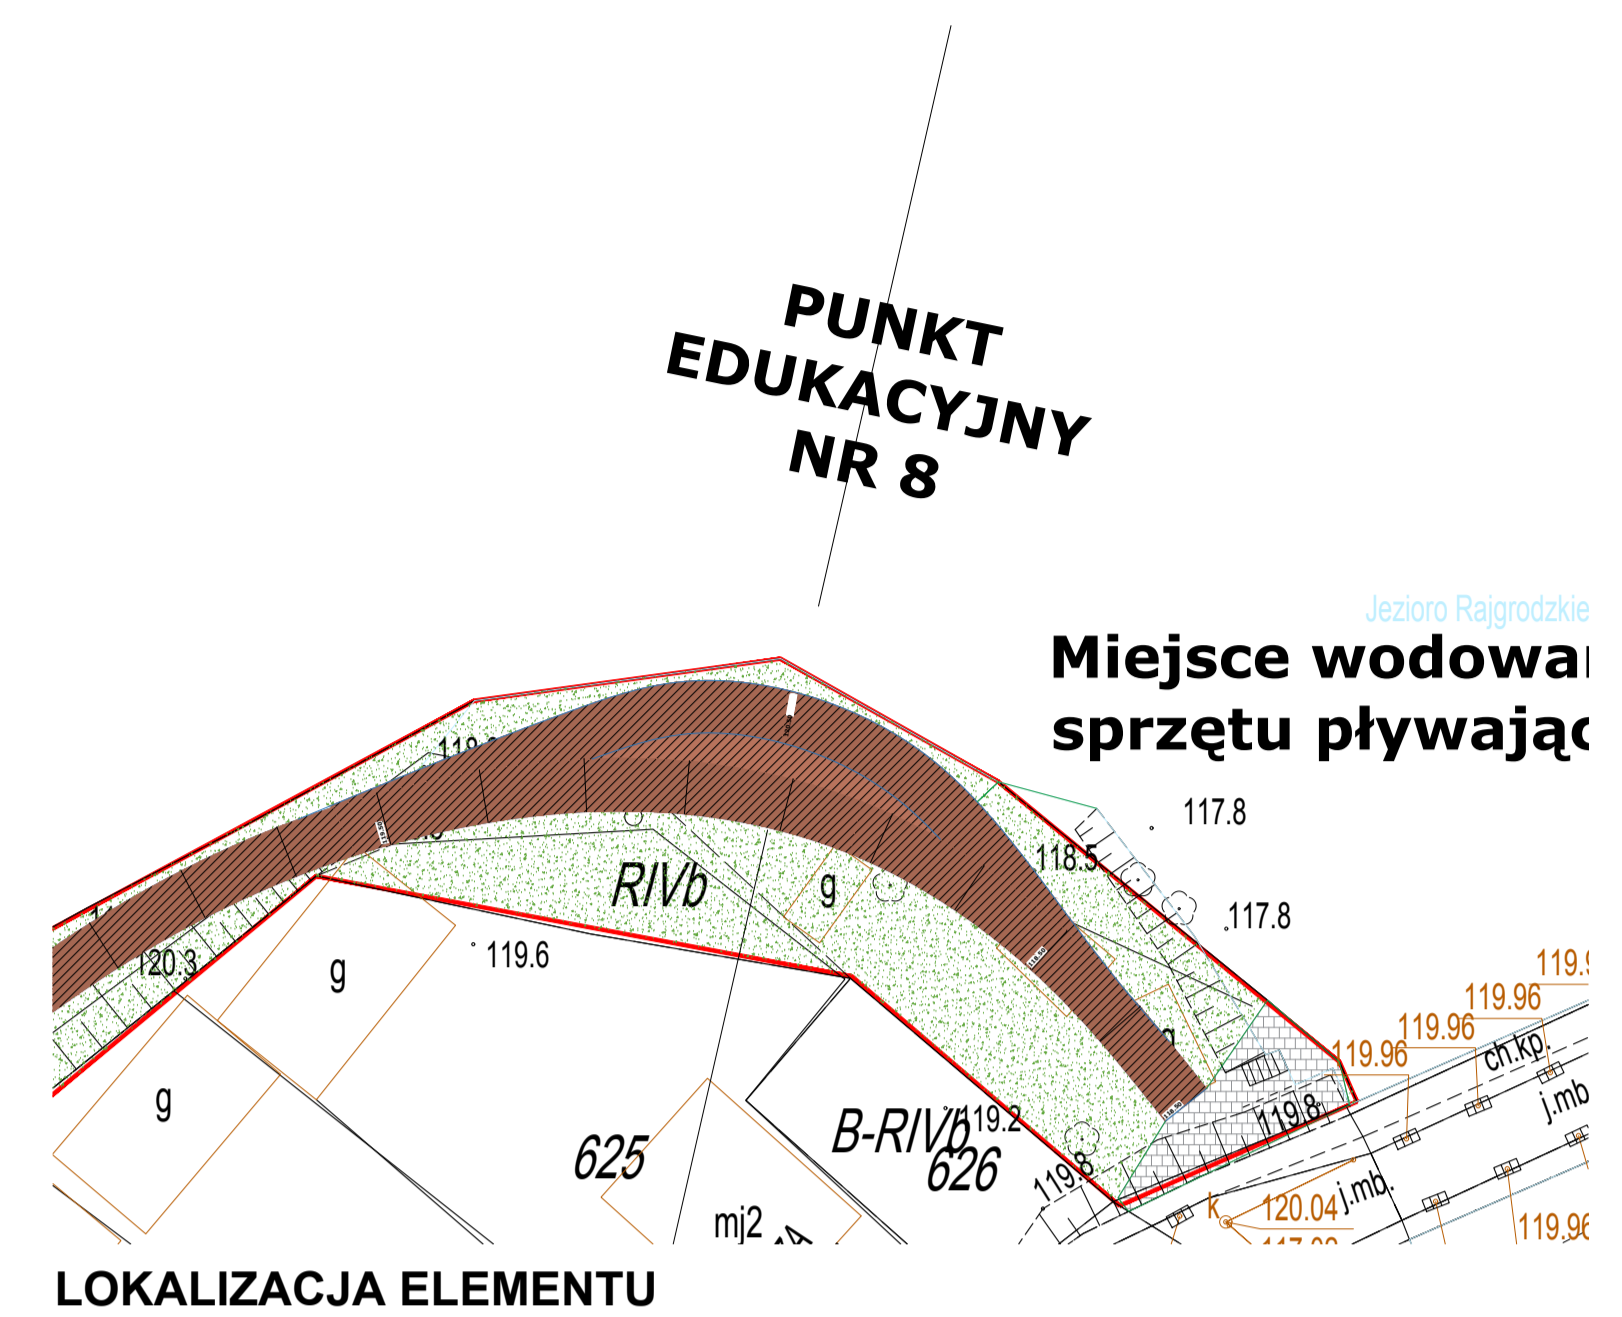 PUNKT
EDUKACYJNY
NR 8
Jezioro Rajgrodzkie
Miejsce
sprzętu
117.8
118.5
117.8
RIVb
g
g
119.6
120.3
g
119.96
119.96
119.96
ch.kp.
j.mb.
119.8
119.2
B-RIVb
625
626
119.8
j.mb.
k
120.04
119.96
mj2
118.50
LOKALIZACJA ELEMENTU